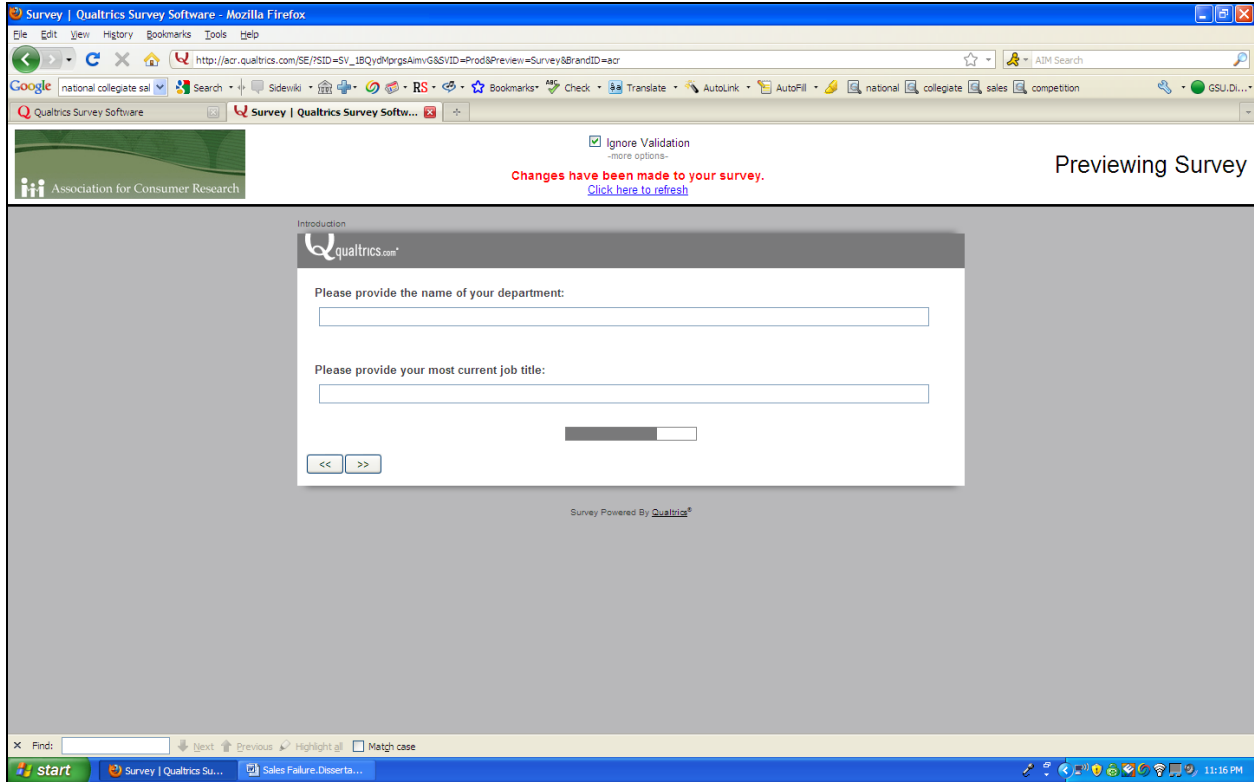 Survey | Qualtrics Survey Software - Mozilla Firefox
File Edit View History Bookmarks Tools Help
http://acr.qualtrics.com/SE/?SID=SV_1BQydMprgsAimvG&SVID=Prod&Preview=Survey&BrandID=acr AIM Search
Google national collegiate sal Search Sidewiki RS Bookmarks ABC Check Translate AutoLink AutoFill national collegiate sales competition GSU.Di...
Qualtrics Survey Software Survey | Qualtrics Survey Softw...
Ignore Validation
-more options-
Changes have been made to your survey.
Click here to refresh
Previewing Survey
Association for Consumer Research
Introduction
qualtrics.com
Please provide the name of your department:
Please provide your most current job title:
<< >>
Survey Powered By Qualtrics®
Find: Next Previous Highlight all Match case
start Survey | Qualtrics Su... Sales Failure.Disserta... 11:16 PM